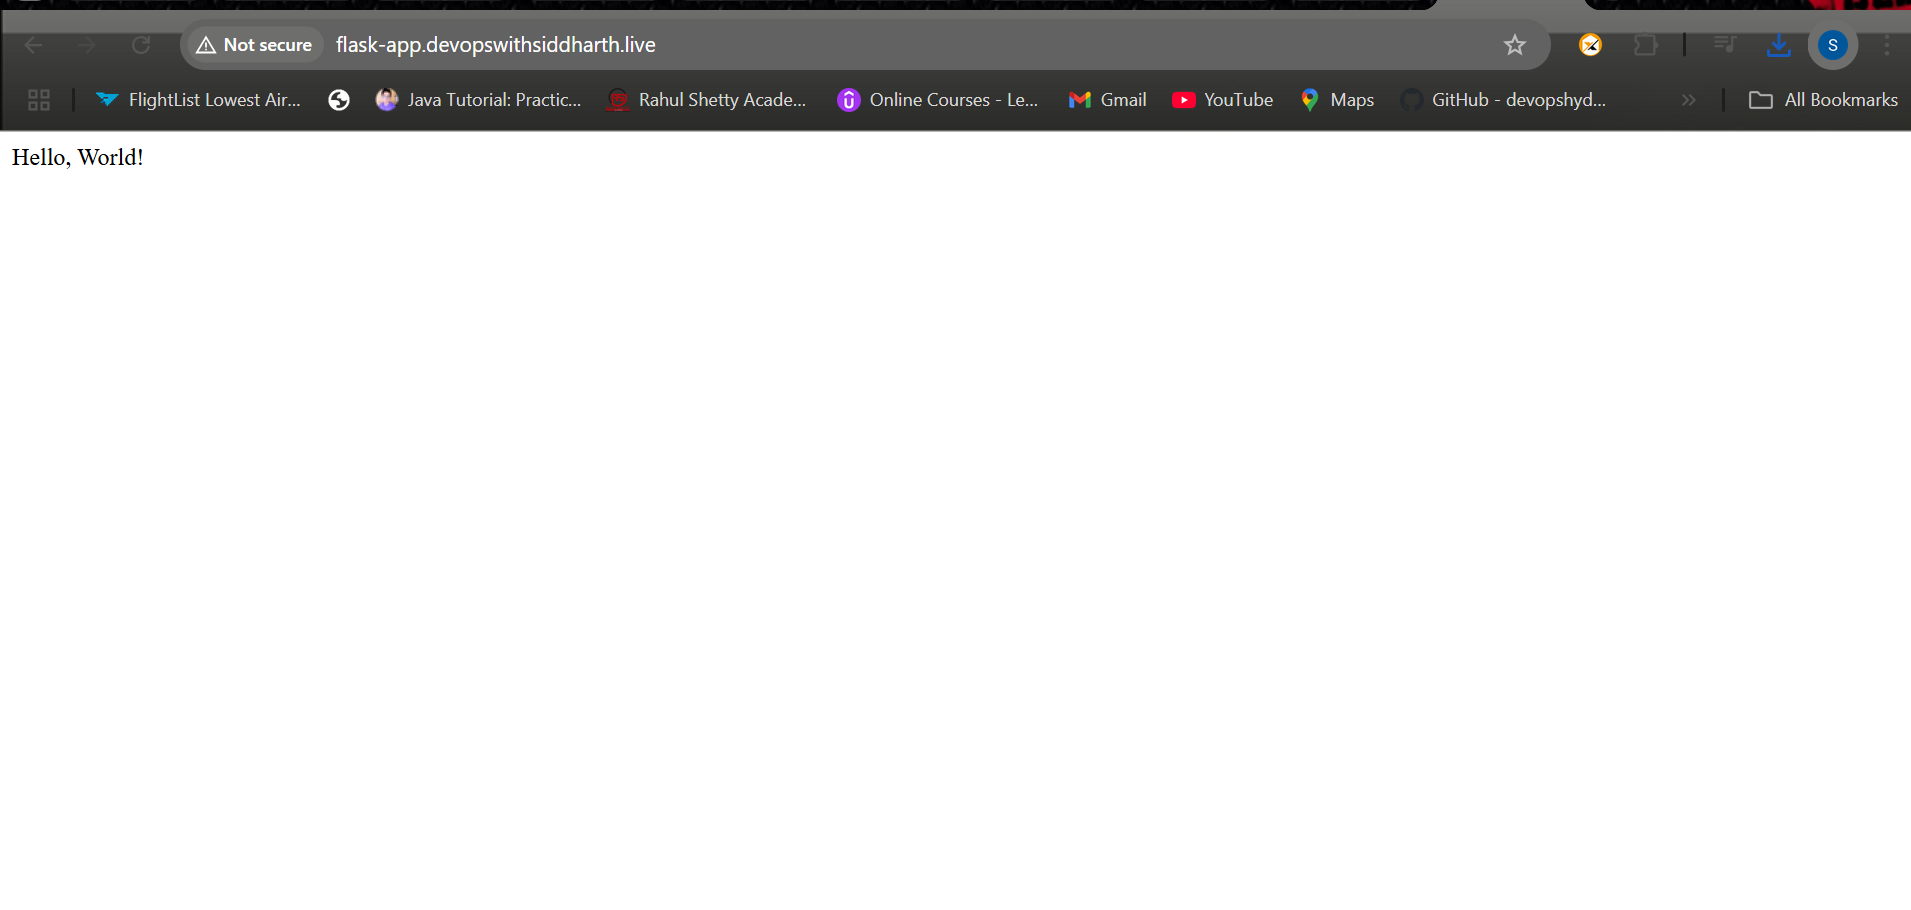 Not secure flask-app.devopswithsiddharth.live S
FlightList Lowest Air... Java Tutorial: Practic... Rahul Shetty Acade... Online Courses - Le... Gmail YouTube Maps GitHub - devopshyd... » All Bookmarks
Hello, World!